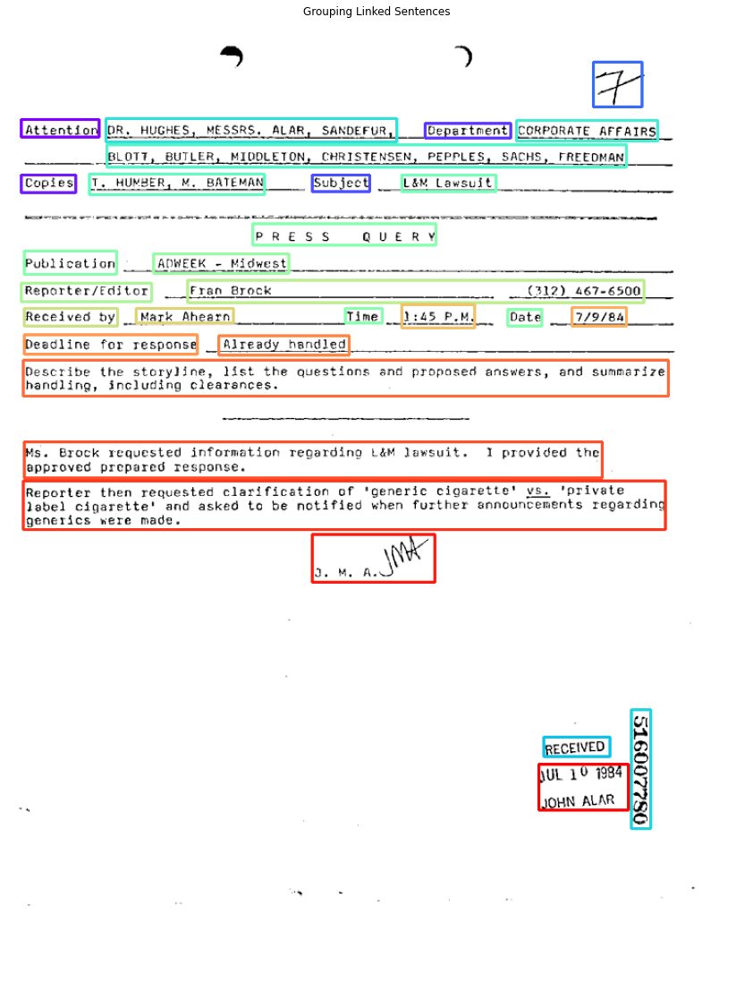 Grouping Linked Sentences
7
Attention DR. HUGHES, MESSRS. ALAR, SANDEFUR, Department CORPORATE AFFAIRS
BLOTT, BUTLER, MIDDLETON, CHRISTENSEN, PEPPLES, SACHS, FREEDMAN
Copies T. HUMBER, M. BATEMAN Subject L&M Lawsuit
P R E S S   Q U E R Y
Publication ADWEEK - Midwest
Reporter/Editor Fran Brock (312) 467-6500
Received by Mark Ahearn Time 1:45 P.M. Date 7/9/84
Deadline for response Already handled
Describe the storyline, list the questions and proposed answers, and summarize
handling, including clearances.
Ms. Brock requested information regarding L&M lawsuit. I provided the
approved prepared response.
Reporter then requested clarification of 'generic cigarette' vs. 'private
label cigarette' and asked to be notified when further announcements regarding
generics were made.
J. M. A. JMA
RECEIVED
JUL 10 1984
JOHN ALAR
516007780